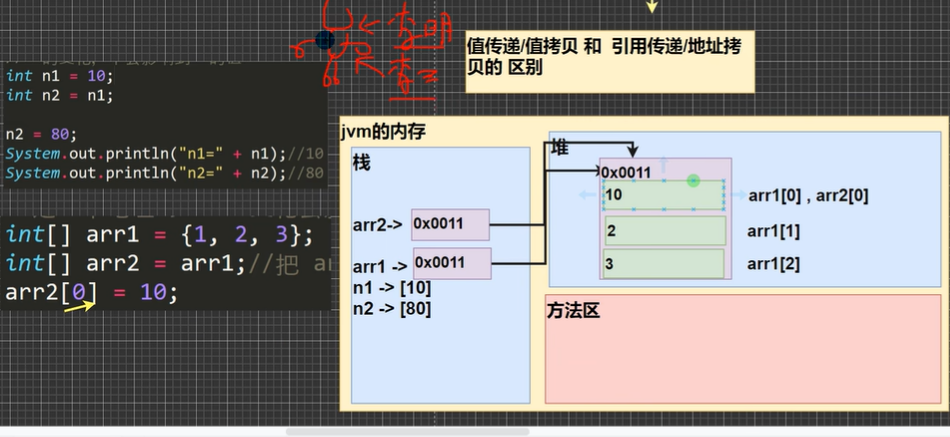 值传递/值拷贝 和 引用传递/地址拷
贝的 区别
int n1 = 10;
int n2 = n1;
n2 = 80;
System.out.println("n1=" + n1);//10
System.out.println("n2=" + n2);//80
int[] arr1 = {1, 2, 3};
int[] arr2 = arr1;//把 ar
arr2[0] = 10;
jvm的内存
栈
arr2-> 0x0011
arr1 -> 0x0011
n1 -> [10]
n2 -> [80]
堆
0x0011
10 arr1[0] , arr2[0]
2 arr1[1]
3 arr1[2]
方法区